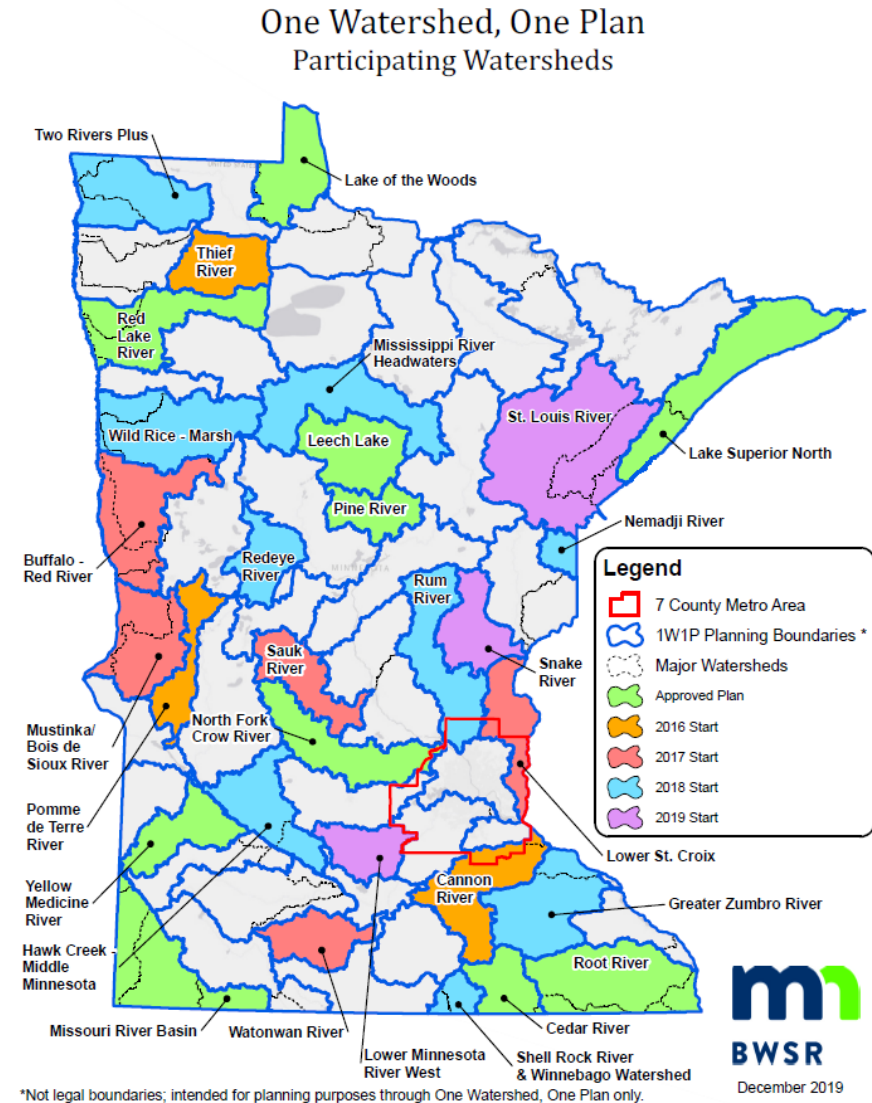 One Watershed, One Plan
Participating Watersheds
Two Rivers Plus
Lake of the Woods
Thief
River
Red
Lake
River
Mississippi River
Headwaters
St. Louis River
Wild Rice - Marsh
Leech Lake
Lake Superior North
Pine River
Nemadji River
Buffalo -
Red River
Redeye
River
MINNESOTA
Rum
River
Legend
7 County Metro Area
1W1P Planning Boundaries *
Major Watersheds
Approved Plan
2016 Start
2017 Start
2018 Start
2019 Start
Sauk
River
Snake
River
North Fork
Crow River
Mustinka/
Bois de
Sioux River
Pomme
de Terre
River
Lower St. Croix
Yellow
Medicine
River
Cannon
River
Greater Zumbro River
Hawk Creek -
Middle
Minnesota
Root River
Missouri River Basin
Watonwan River
Cedar River
Lower Minnesota
River West
Shell Rock River
& Winnebago Watershed
mn
BWSR
December 2019
*Not legal boundaries; intended for planning purposes through One Watershed, One Plan only.